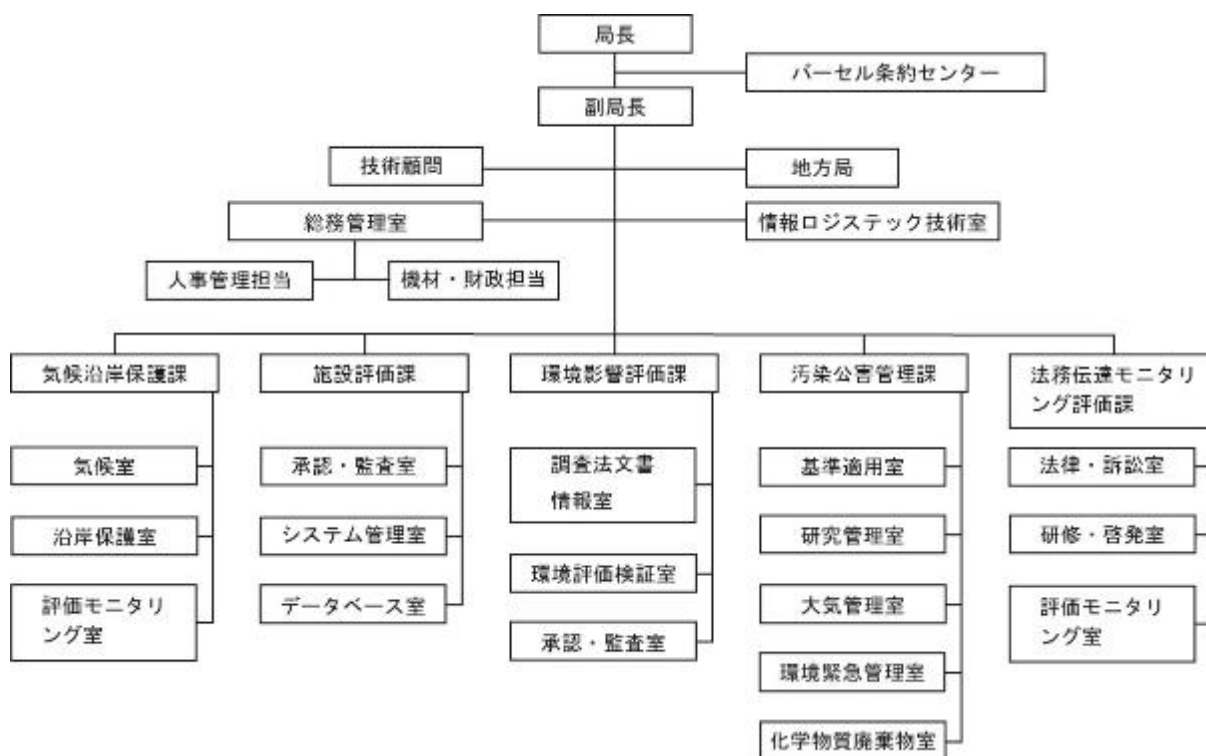 局長
バーセル条約センター
副局長
技術顧問
地方局
総務管理室
情報ロジステック技術室
人事管理担当
機材・財政担当
気候沿岸保護課
施設評価課
環境影響評価課
汚染公害管理課
法務伝達モニタリ
ング評価課
気候室
沿岸保護室
評価モニタリ
ング室
承認・監査室
システム管理室
データベース室
調査法文書
情報室
環境評価検証室
承認・監査室
基準適用室
研究管理室
大気管理室
環境緊急管理室
化学物質廃棄物室
法律・訴訟室
研修・啓発室
評価モニタリ
ング室